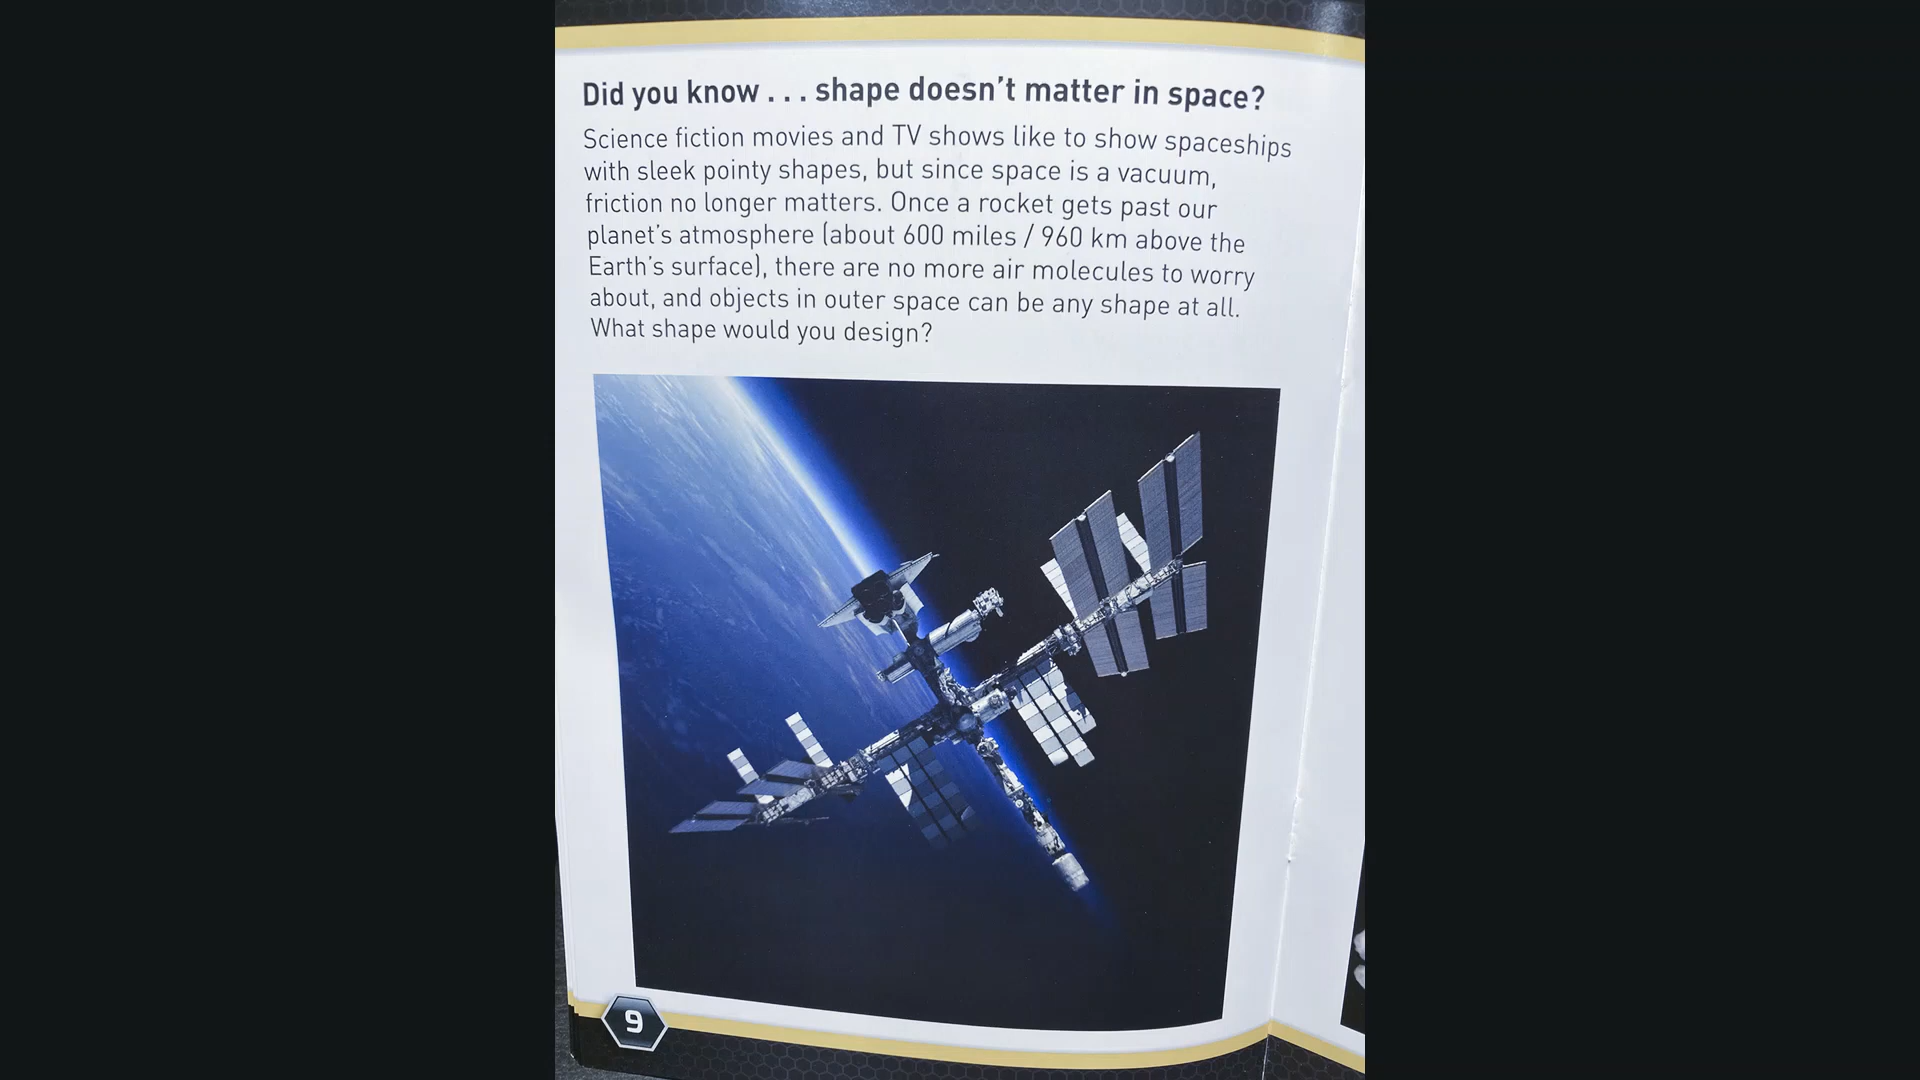 Did you know . . . shape doesn't matter in space?
Science fiction movies and TV shows like to show spaceships
with sleek pointy shapes, but since space is a vacuum,
friction no longer matters. Once a rocket gets past our
planet's atmosphere (about 600 miles / 960 km above the
Earth's surface), there are no more air molecules to worry
about, and objects in outer space can be any shape at all.
What shape would you design?
9